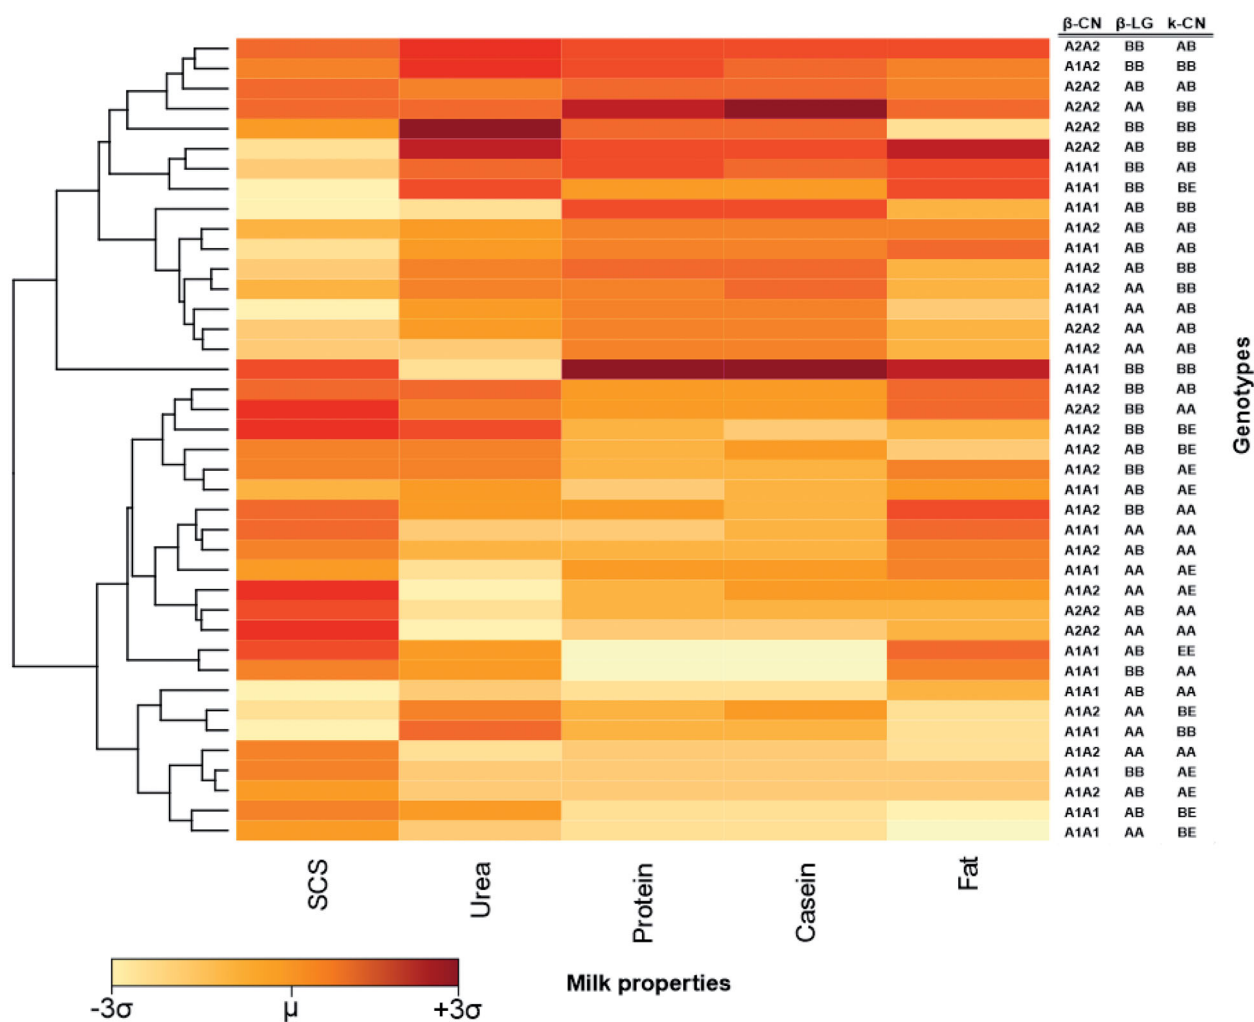 β-CN β-LG k-CN
A2A2 BB AB
A1A2 BB BB
A2A2 AB AB
A2A2 AA BB
A2A2 BB BB
A2A2 AB BB
A1A1 BB AB
A1A1 BB BE
A1A1 AB BB
A1A2 AB AB
A1A1 AB AB
A1A2 AB BB
A1A2 AA BB
A1A1 AA AB
A2A2 AA AB
A1A2 AA AB
A1A1 BB BB
A1A2 BB AB
A2A2 BB AA
A1A2 BB BE
A1A2 AB BE
A1A2 BB AE
A1A1 AB AE
A1A2 BB AA
A1A1 AA AA
A1A2 AB AA
A1A1 AA AE
A1A2 AA AE
A2A2 AB AA
A2A2 AA AA
A1A1 AB EE
A1A1 BB AA
A1A1 AB AA
A1A2 AA BE
A1A1 AA BB
A1A2 AA AA
A1A1 BB AE
A1A2 AB AE
A1A1 AB BE
A1A1 AA BE
Genotypes
SCS Urea Protein Casein Fat
Milk properties
-3σ μ +3σ